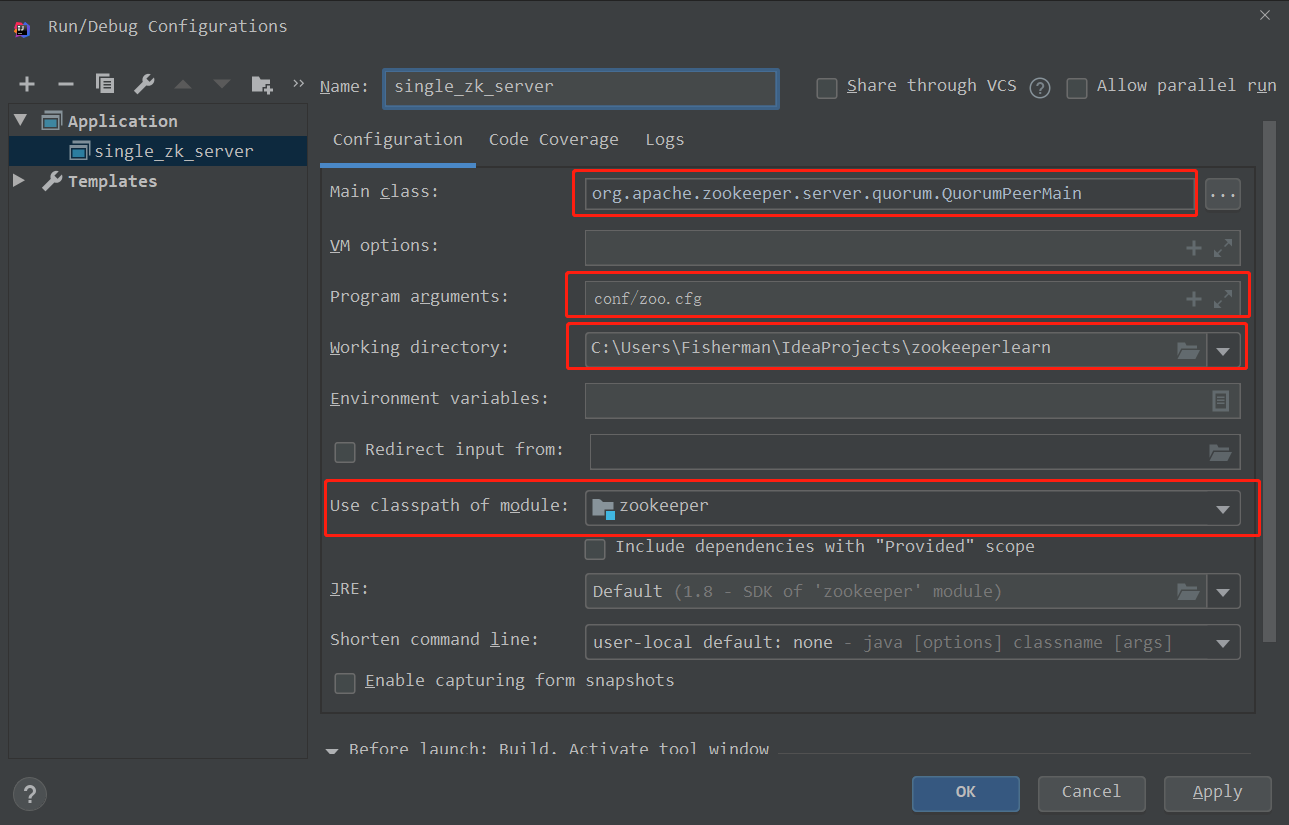 Run/Debug Configurations
Name: single_zk_server
Share through VCS ?
Allow parallel run
Application
single_zk_server
Templates
Configuration Code Coverage Logs
Main class: org.apache.zookeeper.server.quorum.QuorumPeerMain ...
VM options:
Program arguments: conf/zoo.cfg
Working directory: C:\Users\Fisherman\IdeaProjects\zookeeperlearn
Environment variables:
Redirect input from:
Use classpath of module: zookeeper
Include dependencies with "Provided" scope
JRE: Default (1.8 - SDK of 'zookeeper' module)
Shorten command line: user-local default: none - java [options] classname [args]
Enable capturing form snapshots
Before launch: Build, Activate tool window
? OK Cancel Apply